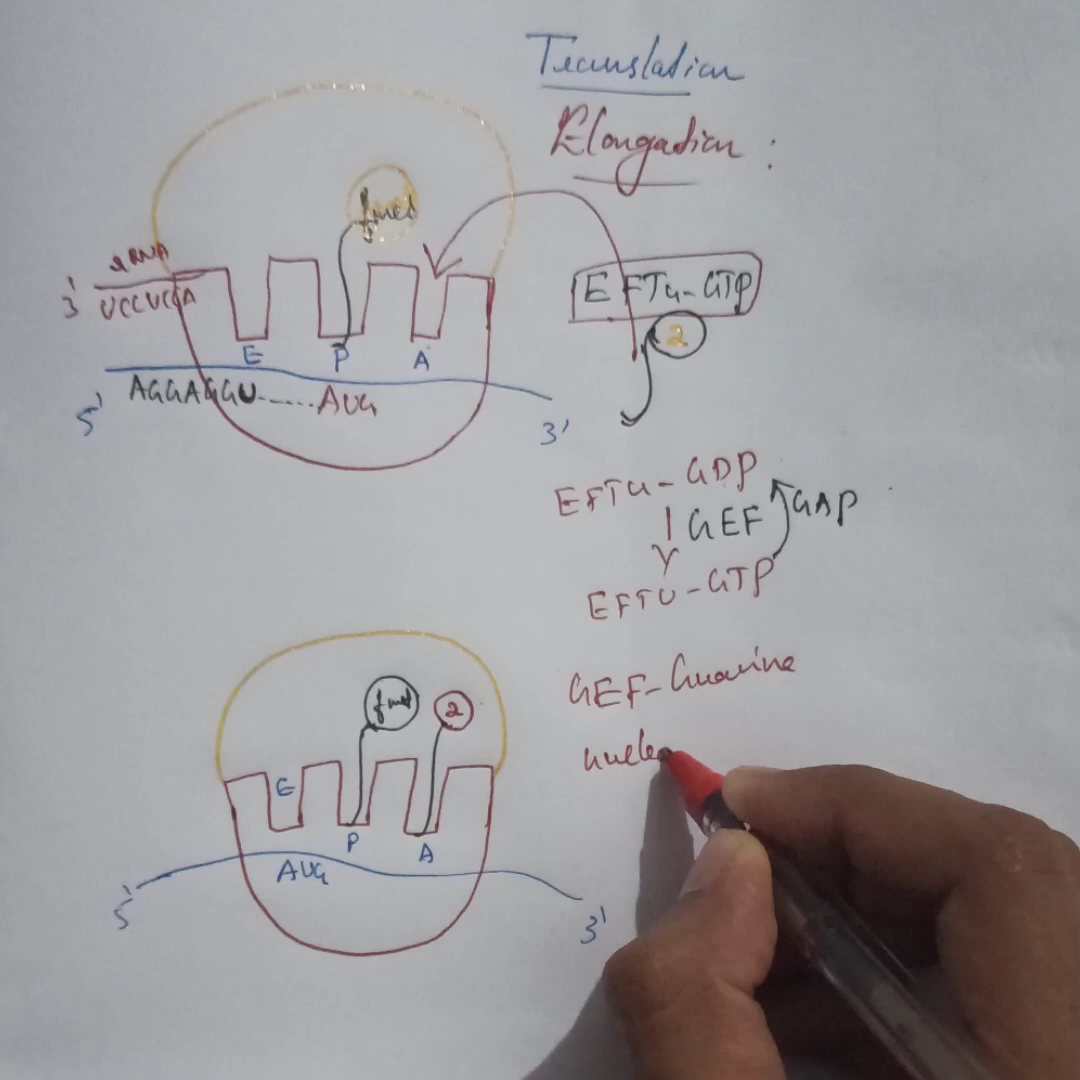 Translation
Elongation :
fmet
rRNA
3' UCCUCCA
EFTu-GTP
2
E P A
AGGAGGU......AUG
5' 3'
EFTu-GDP
GEF GAP
EFTU-GTP
GEF-Guanine
nucle
fmet 2
E
P A
AUG
5' 3'